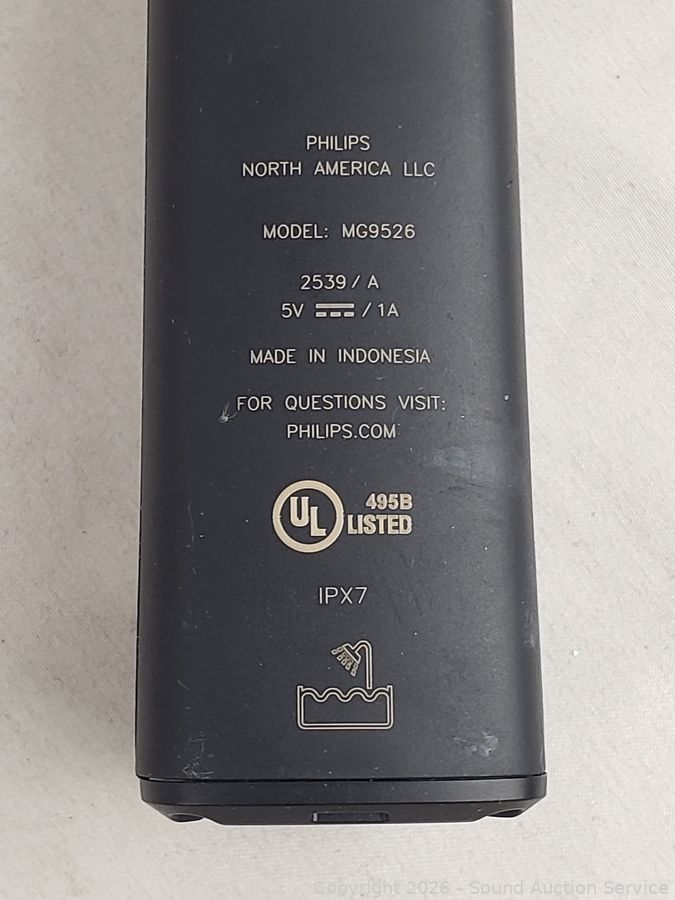 PHILIPS
NORTH AMERICA LLC
MODEL: MG9526
2539 / A
5V ⎓ / 1A
MADE IN INDONESIA
FOR QUESTIONS VISIT:
PHILIPS.COM
UL 495B
LISTED
IPX7
Copyright 2026 - Sound Auction Service